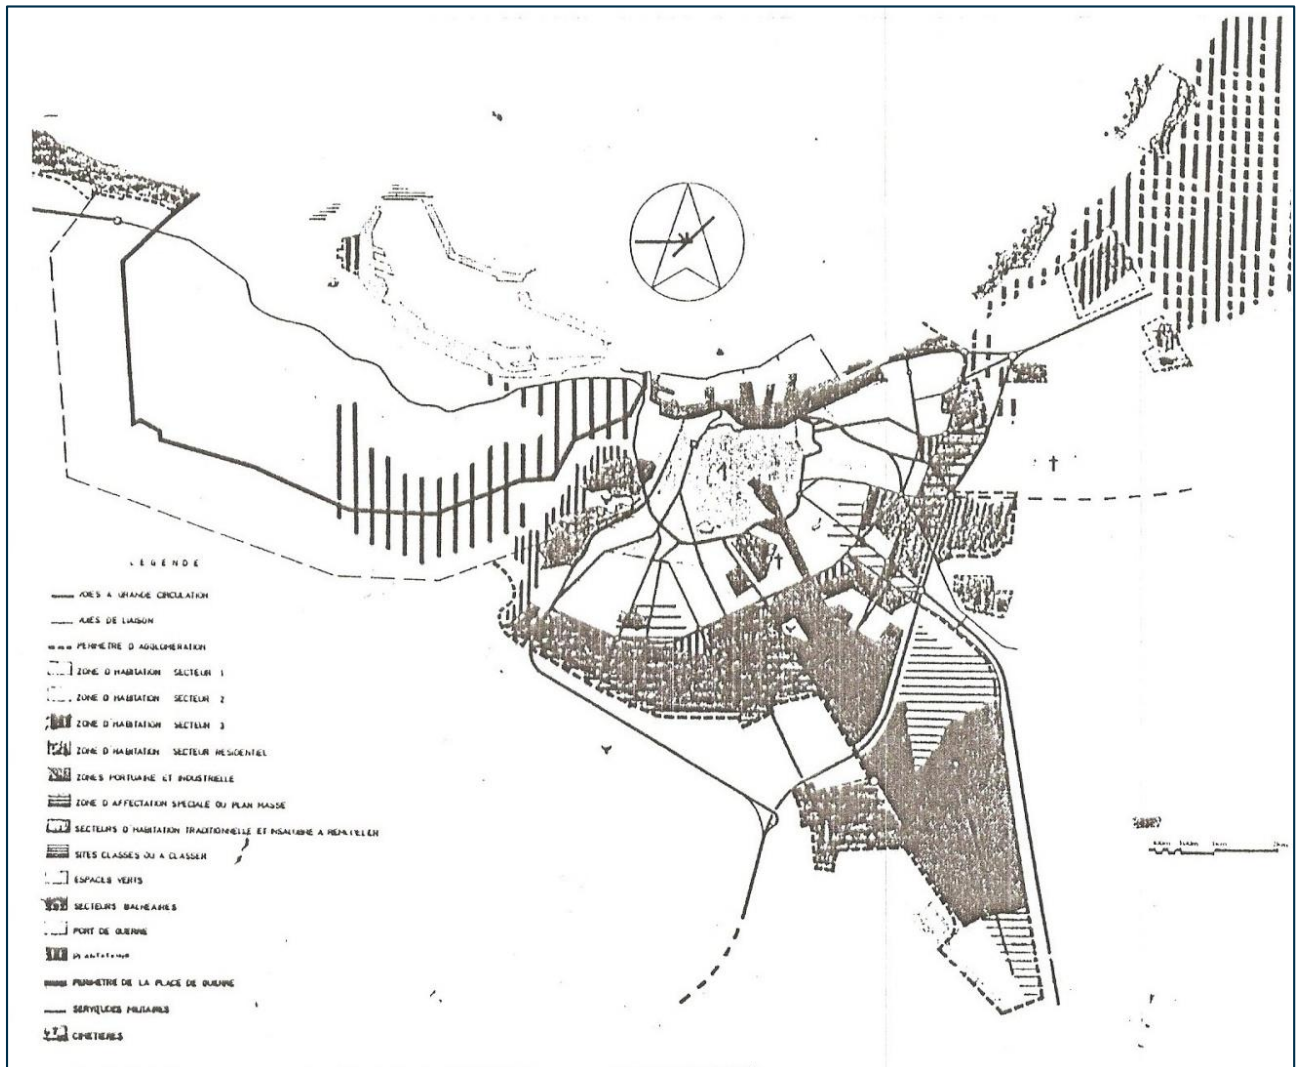 LEGENDE
VOIES A GRANDE CIRCULATION
VOIES DE LIAISON
PERIMETRE D'AGGLOMERATION
ZONE D'HABITATION SECTEUR 1
ZONE D'HABITATION SECTEUR 2
ZONE D'HABITATION SECTEUR 3
ZONE D'HABITATION SECTEUR RESIDENTIEL
ZONES PORTUAIRE ET INDUSTRIELLE
ZONE D'AFFECTATION SPECIALE OU PLAN MASSE
SECTEURS D'HABITATION TRADITIONNELLE ET INSALUBRE A
SITES CLASSES OU A CLASSER
ESPACES VERTS
SECTEURS BALNEAIRES
PORT DE GUERRE
PLANTATIONS
PERIMETRE DE LA PLACE DE GUERRE
SERVITUDES MILITAIRES
CIMETIERES
1